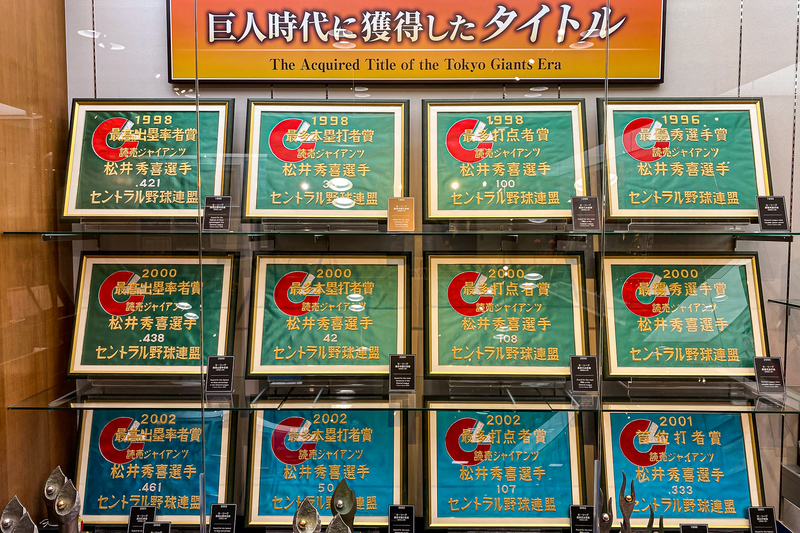 巨人時代に獲得したタイトル
The Acquired Title of the Tokyo Giants Era
1998
最高出塁率者賞
読売ジャイアンツ
松井秀喜選手
.421
セントラル野球連盟
1998
最多本塁打者賞
読売ジャイアンツ
松井秀喜選手
セントラル野球連盟
1998
最多打点者賞
読売ジャイアンツ
松井秀喜選手
100
セントラル野球連盟
1996
最優秀選手賞
読売ジャイアンツ
松井秀喜選手
セントラル野球連盟
2000
最高出塁率者賞
読売ジャイアンツ
松井秀喜選手
.438
セントラル野球連盟
2000
最多本塁打者賞
読売ジャイアンツ
松井秀喜選手
42
セントラル野球連盟
2000
最多打点者賞
読売ジャイアンツ
松井秀喜選手
108
セントラル野球連盟
2000
最優秀選手賞
読売ジャイアンツ
松井秀喜選手
セントラル野球連盟
2002
最高出塁率者賞
読売ジャイアンツ
松井秀喜選手
.461
セントラル野球連盟
2002
最多本塁打者賞
読売ジャイアンツ
松井秀喜選手
50
セントラル野球連盟
2002
最多打点者賞
読売ジャイアンツ
松井秀喜選手
107
セントラル野球連盟
2001
首位打者賞
読売ジャイアンツ
松井秀喜選手
.333
セントラル野球連盟